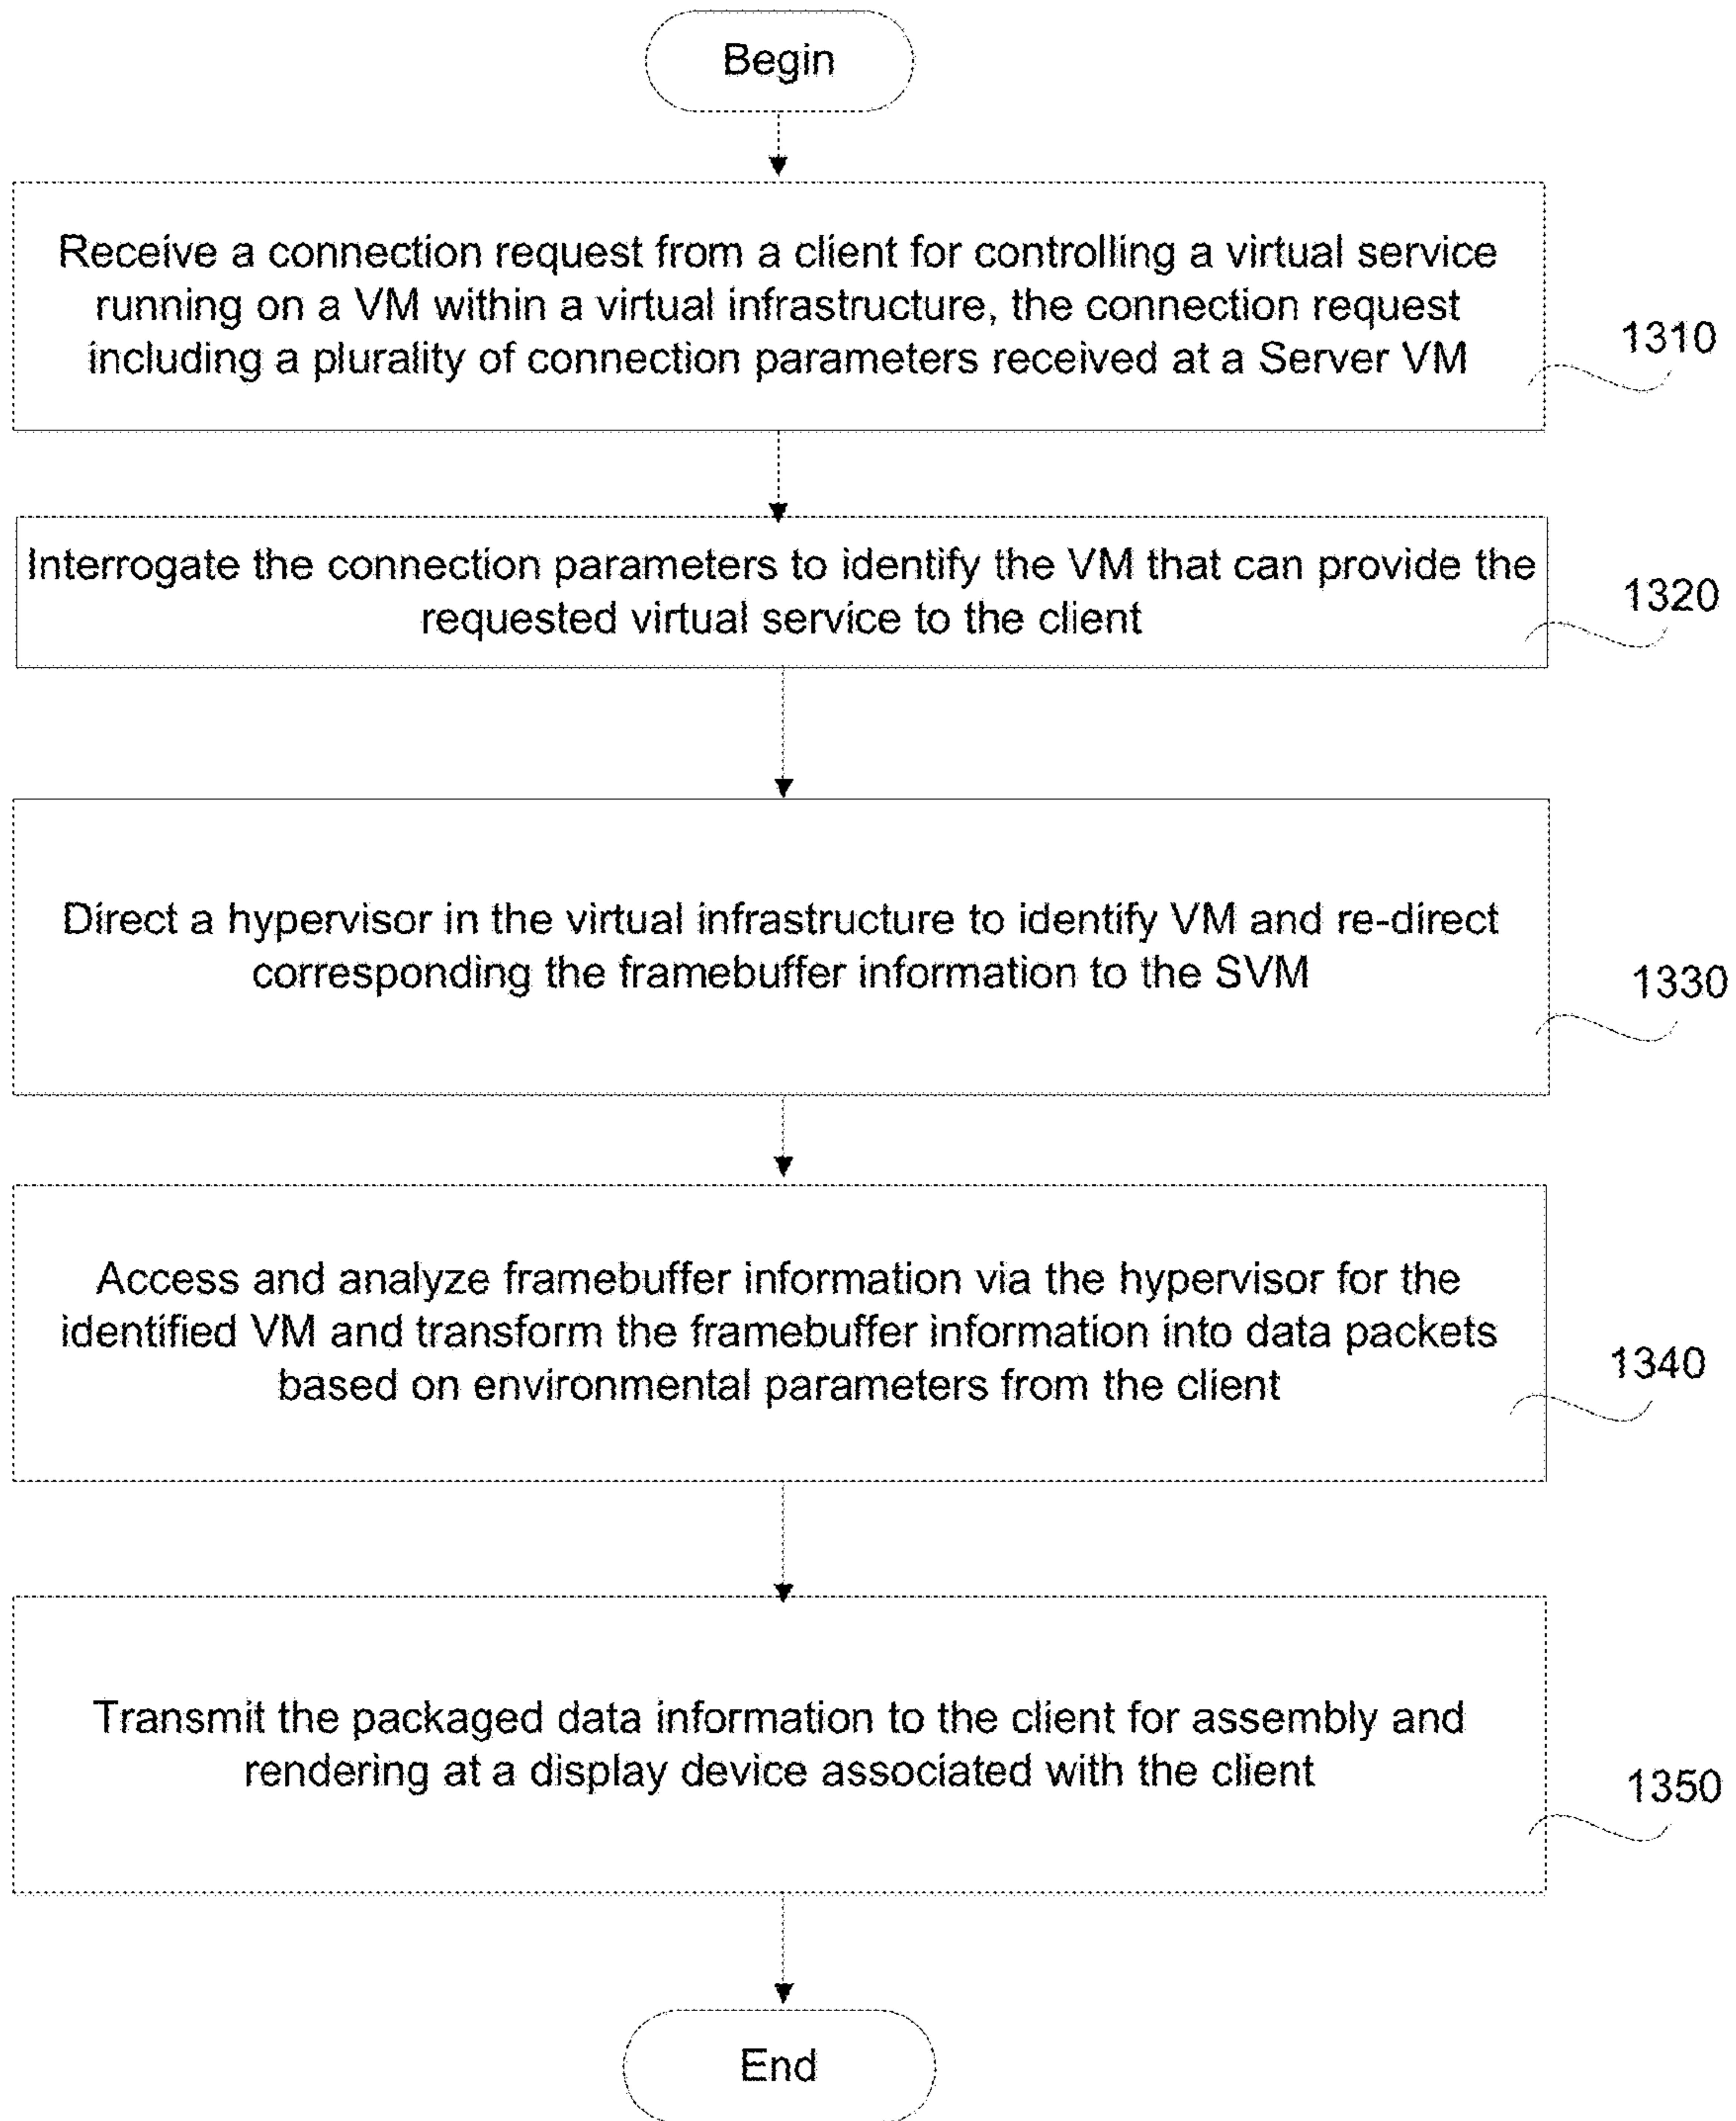 Begin
Receive a connection request from a client for controlling a virtual service
running on a VM within a virtual infrastructure, the connection request
including a plurality of connection parameters received at a Server VM
1310
Interrogate the connection parameters to identify the VM that can provide the
requested virtual service to the client
1320
Direct a hypervisor in the virtual infrastructure to identify VM and re-direct
corresponding the framebuffer information to the SVM
1330
Access and analyze framebuffer information via the hypervisor for the
identified VM and transform the framebuffer information into data packets
based on environmental parameters from the client
1340
Transmit the packaged data information to the client for assembly and
rendering at a display device associated with the client
1350
End